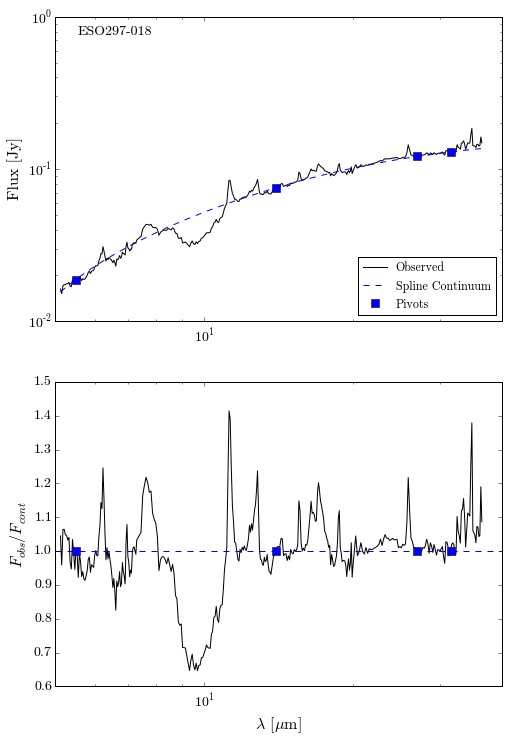 ESO297-018
10^0
10^-1
10^-2
Flux [Jy]
Observed
Spline Continuum
Pivots
10^1
1.5
1.4
1.3
1.2
1.1
1.0
0.9
0.8
0.7
0.6
F_obs/F_cont
10^1
λ [μm]